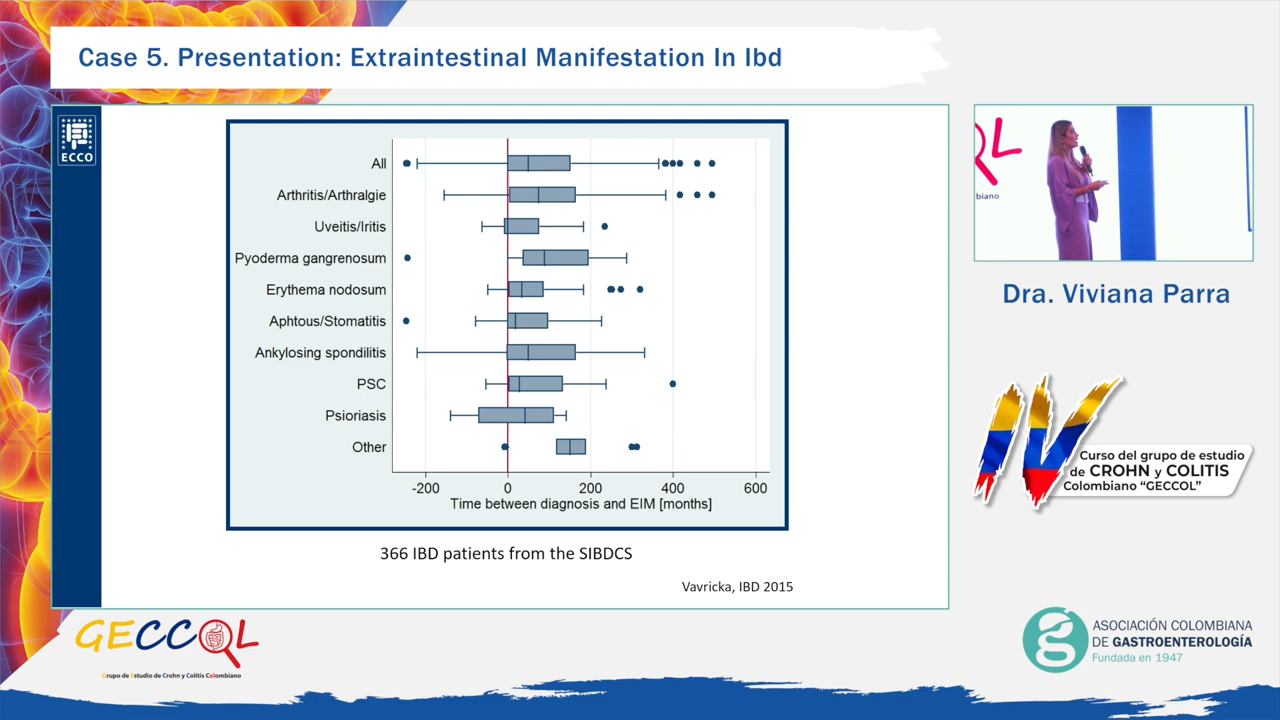 Case 5. Presentation: Extraintestinal Manifestation In Ibd
ECCO
All
Arthritis/Arthralgie
Uveitis/Iritis
Pyoderma gangrenosum
Erythema nodosum
Aphtous/Stomatitis
Ankylosing spondilitis
PSC
Psioriasis
Other
-200 0 200 400 600
Time between diagnosis and EIM [months]
366 IBD patients from the SIBDCS
Vavricka, IBD 2015
OL
biano
Dra. Viviana Parra
IV
Curso del grupo de estudio
de CROHN y COLITIS
Colombiano “GECCOL”
GECCOL
Grupo de Estudio de Crohn y Colitis Colombiano
ASOCIACIÓN COLOMBIANA
DE GASTROENTEROLOGÍA
Fundada en 1947